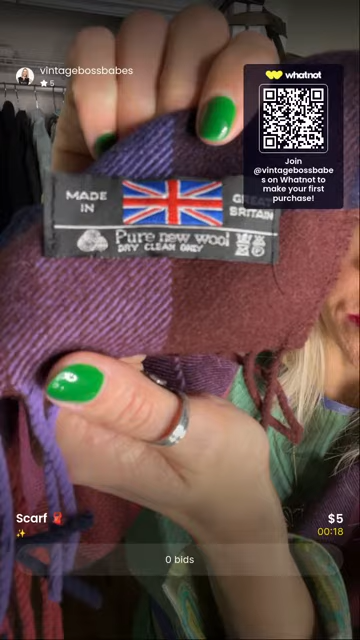 vintagebossbabes
★ 5
whatnot
Join
@vintagebossbabe
s on Whatnot to
make your first
purchase!
MADE
IN
GREAT
BRITAIN
Pure new wool
DRY CLEAN ONLY
Scarf 🧣
✨
$5
00:18
0 bids